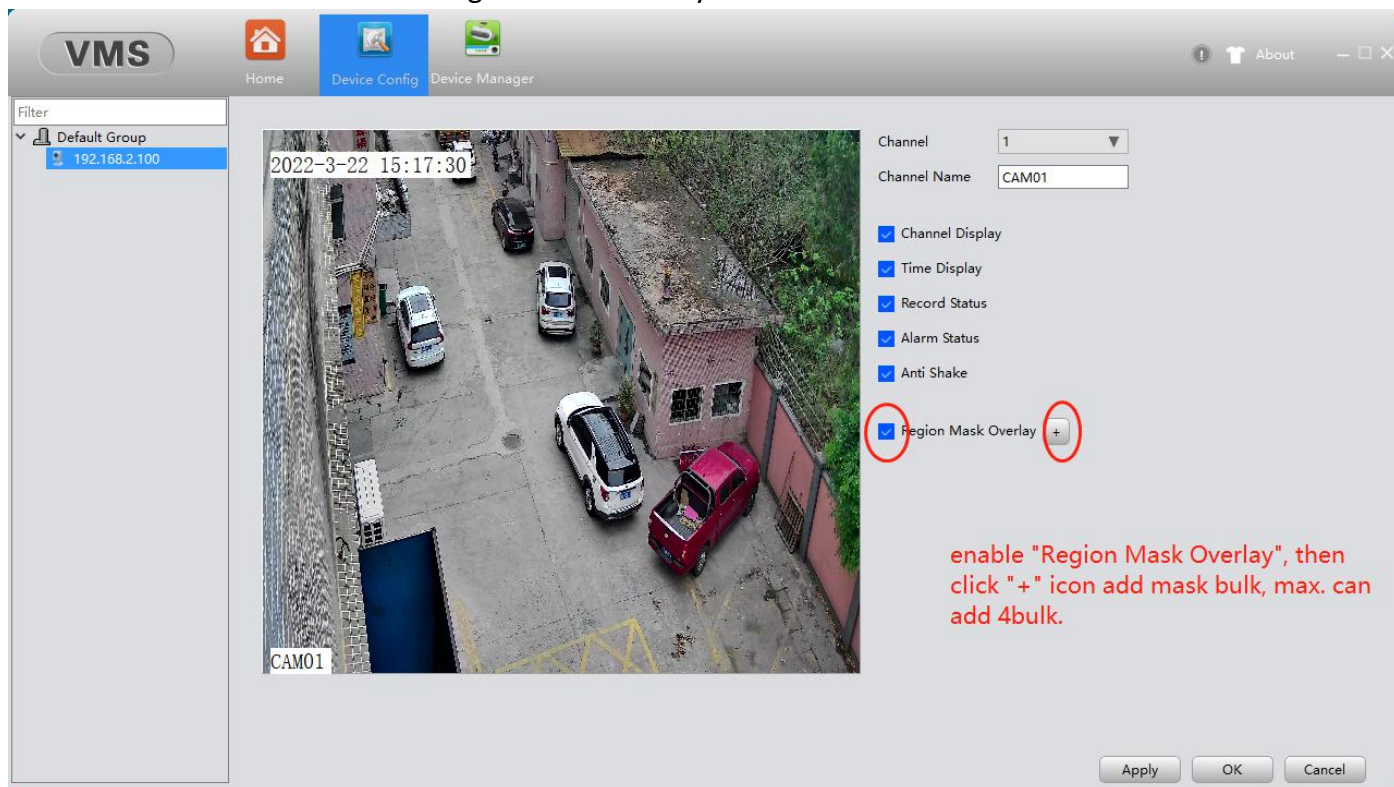 VMS
Home
Device Config
Device Manager
About
Filter
Default Group
192.168.2.100
2022-3-22 15:17:30
CAM01
Channel
1
Channel Name
CAM01
Channel Display
Time Display
Record Status
Alarm Status
Anti Shake
Region Mask Overlay
+
enable "Region Mask Overlay", then
click "+" icon add mask bulk, max. can
add 4bulk.
Apply
OK
Cancel